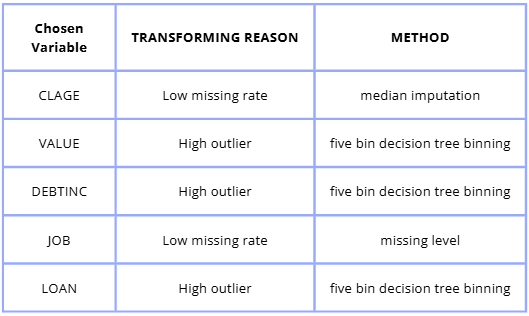 Chosen
Variable
TRANSFORMING REASON
METHOD
CLAGE
Low missing rate
median imputation
VALUE
High outlier
five bin decision tree binning
DEBTINC
High outlier
five bin decision tree binning
JOB
Low missing rate
missing level
LOAN
High outlier
five bin decision tree binning